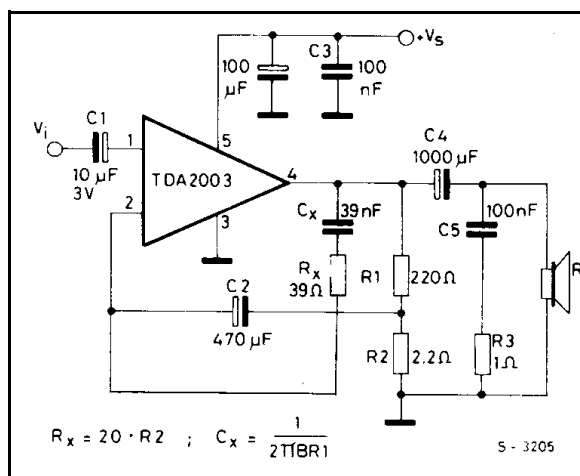 +Vs
C3
100 µF
100 nF
Vi
C1
1
10 µF
3V
2
5
TDA2003
4
3
C4
1000 µF
Cx
39nF
100nF
C5
Rx
39Ω
R1
220Ω
R
C2
470 µF
R2
2.2Ω
R3
1Ω
Rx = 20 · R2 ; Cx = 1 / 2πBR1
S - 3205